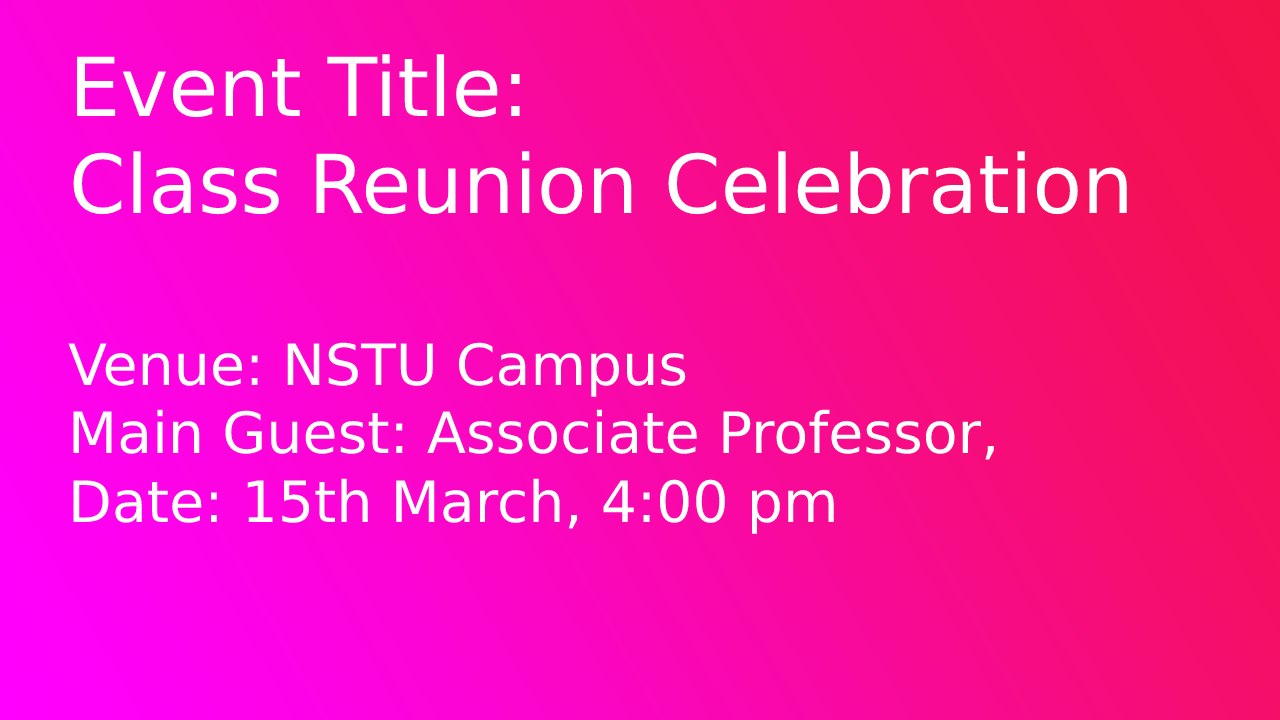 Event Title:
Class Reunion Celebration
Venue: NSTU Campus
Main Guest: Associate Professor,
Date: 15th March, 4:00 pm